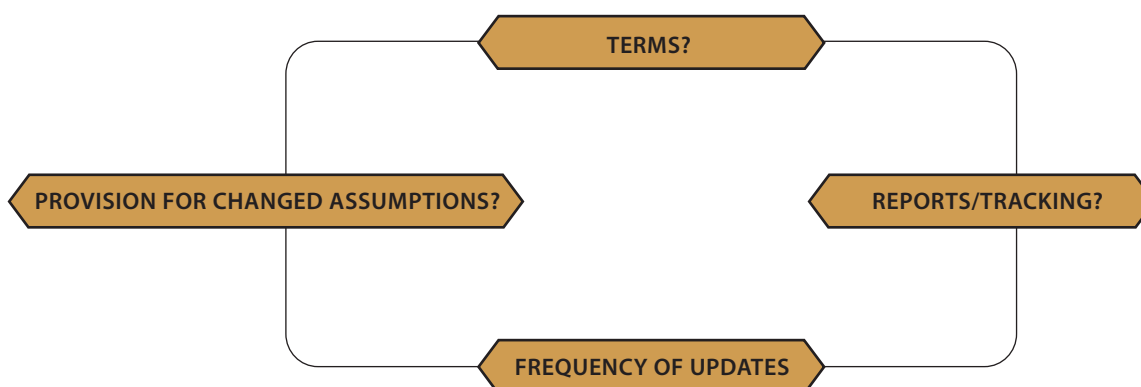 TERMS?
PROVISION FOR CHANGED ASSUMPTIONS?
REPORTS/TRACKING?
FREQUENCY OF UPDATES